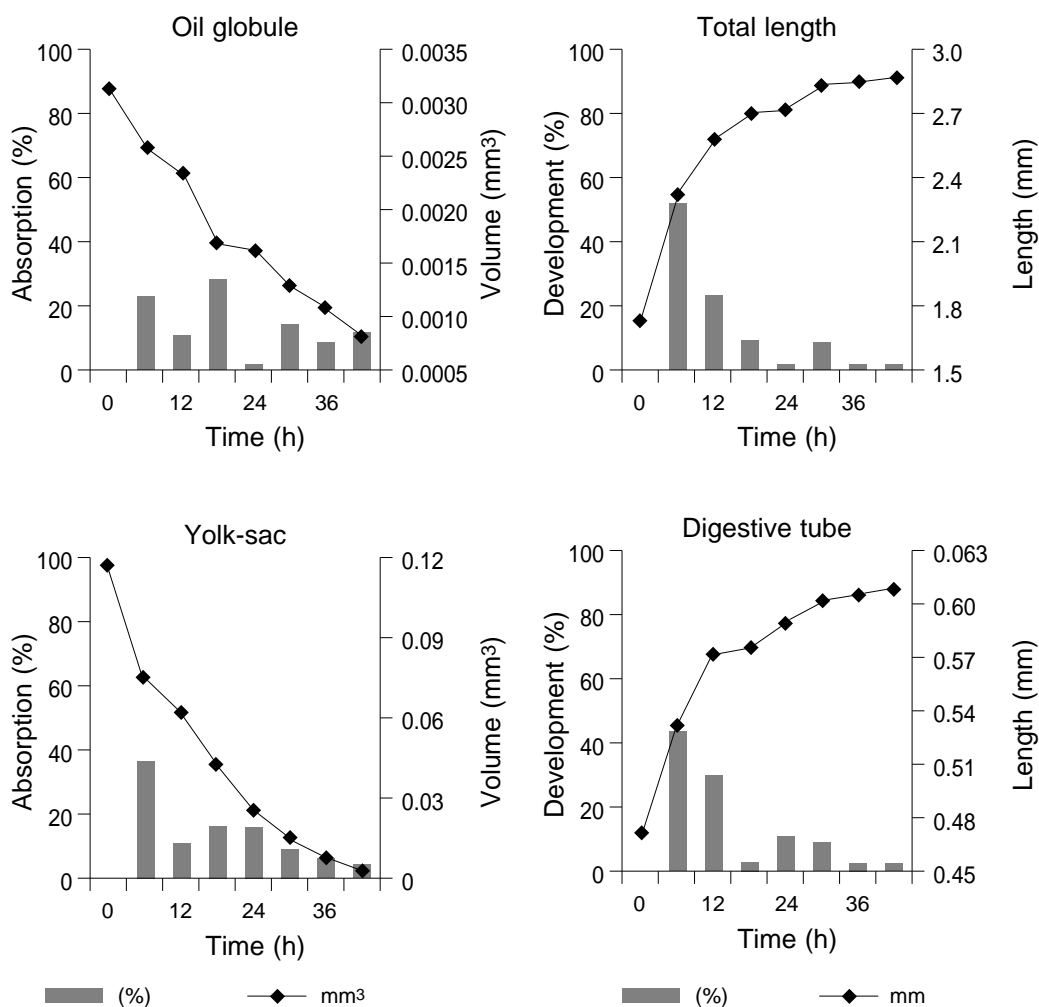 Oil globule
100
80
60
40
20
0
Absorption (%)
0.0035
0.0030
0.0025
0.0020
0.0015
0.0010
0.0005
Volume (mm³)
0 12 24 36
Time (h)
Total length
100
80
60
40
20
0
Development (%)
3.0
2.7
2.4
2.1
1.8
1.5
Length (mm)
0 12 24 36
Time (h)
Yolk-sac
100
80
60
40
20
0
Absorption (%)
0.12
0.09
0.06
0.03
0
Volume (mm³)
0 12 24 36
Time (h)
Digestive tube
100
80
60
40
20
0
Development (%)
0.063
0.60
0.57
0.54
0.51
0.48
0.45
Length (mm)
0 12 24 36
Time (h)
(%) mm³
(%) mm